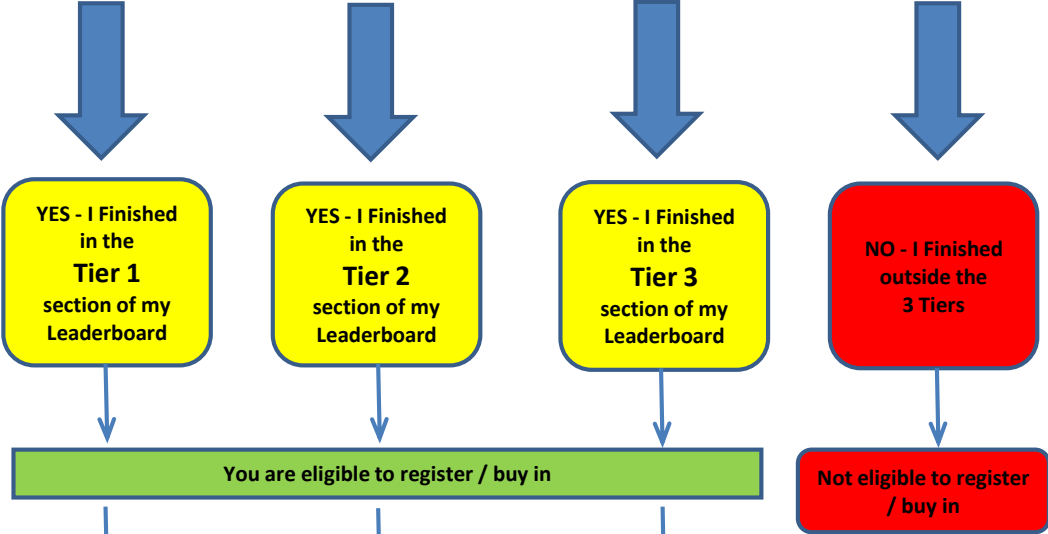 YES - I Finished
in the
Tier 1
section of my
Leaderboard
YES - I Finished
in the
Tier 2
section of my
Leaderboard
YES - I Finished
in the
Tier 3
section of my
Leaderboard
NO - I Finished
outside the
3 Tiers
You are eligible to register / buy in
Not eligible to register
/ buy in